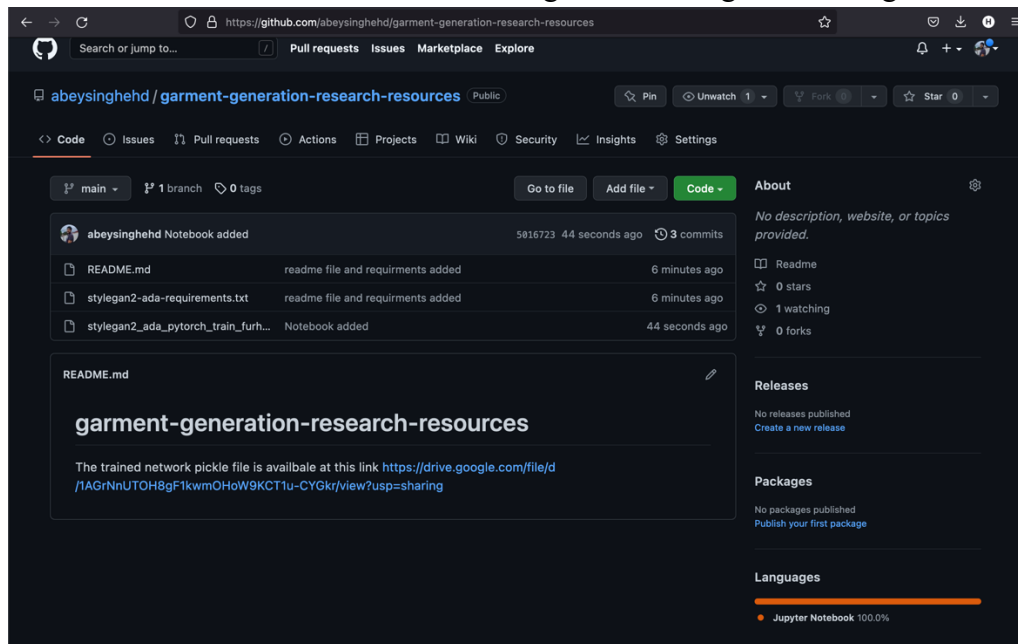 https://github.com/abeysinghehd/garment-generation-research-resources
H
Search or jump to...
/
Pull requests Issues Marketplace Explore
abeysinghehd / garment-generation-research-resources Public
Pin Unwatch 1 Fork 0 Star 0
Code Issues Pull requests Actions Projects Wiki Security Insights Settings
main 1 branch 0 tags Go to file Add file Code
abeysinghehd Notebook added 5016723 44 seconds ago 3 commits
README.md readme file and requirments added 6 minutes ago
stylegan2-ada-requirements.txt readme file and requirments added 6 minutes ago
stylegan2_ada_pytorch_train_furh... Notebook added 44 seconds ago
README.md
garment-generation-research-resources
The trained network pickle file is availbale at this link https://drive.google.com/file/d
/1AGrNnUTOH8gF1kwmOHoW9KCT1u-CYGkr/view?usp=sharing
About
No description, website, or topics
provided.
Readme
0 stars
1 watching
0 forks
Releases
No releases published
Create a new release
Packages
No packages published
Publish your first package
Languages
Jupyter Notebook 100.0%